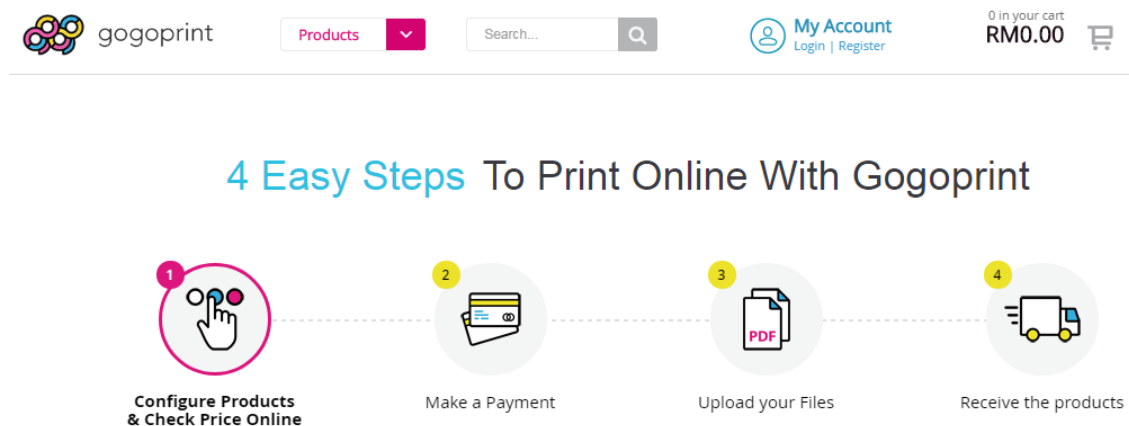 gogoprint
Products
Search...
My Account
Login | Register
0 in your cart
RM0.00
4 Easy Steps To Print Online With Gogoprint
1
2
3
PDF
4
Configure Products
& Check Price Online
Make a Payment
Upload your Files
Receive the products